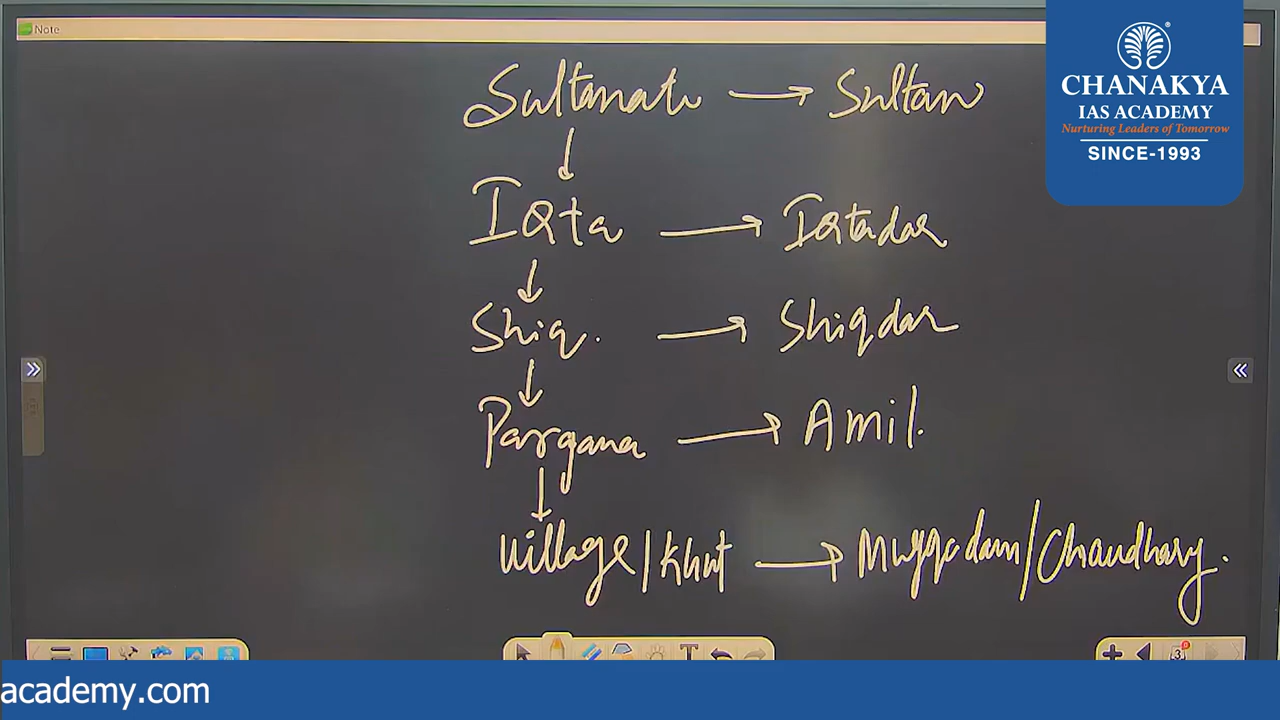 Note
CHANAKYA
IAS ACADEMY
Nurturing Leaders of Tomorrow
SINCE-1993
Sultanate → Sultan
↓
IQta → IQtadar
↓
Shiq. → Shiqdar
↓
Pargana → Amil.
↓
Village/Khut → Muqqadam/Chaudhary.
T
3
academy.com